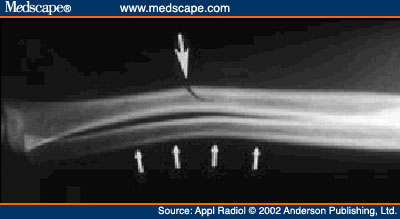 Medscape® www.medscape.com
Source: Appl Radiol © 2002 Anderson Publishing, Ltd.